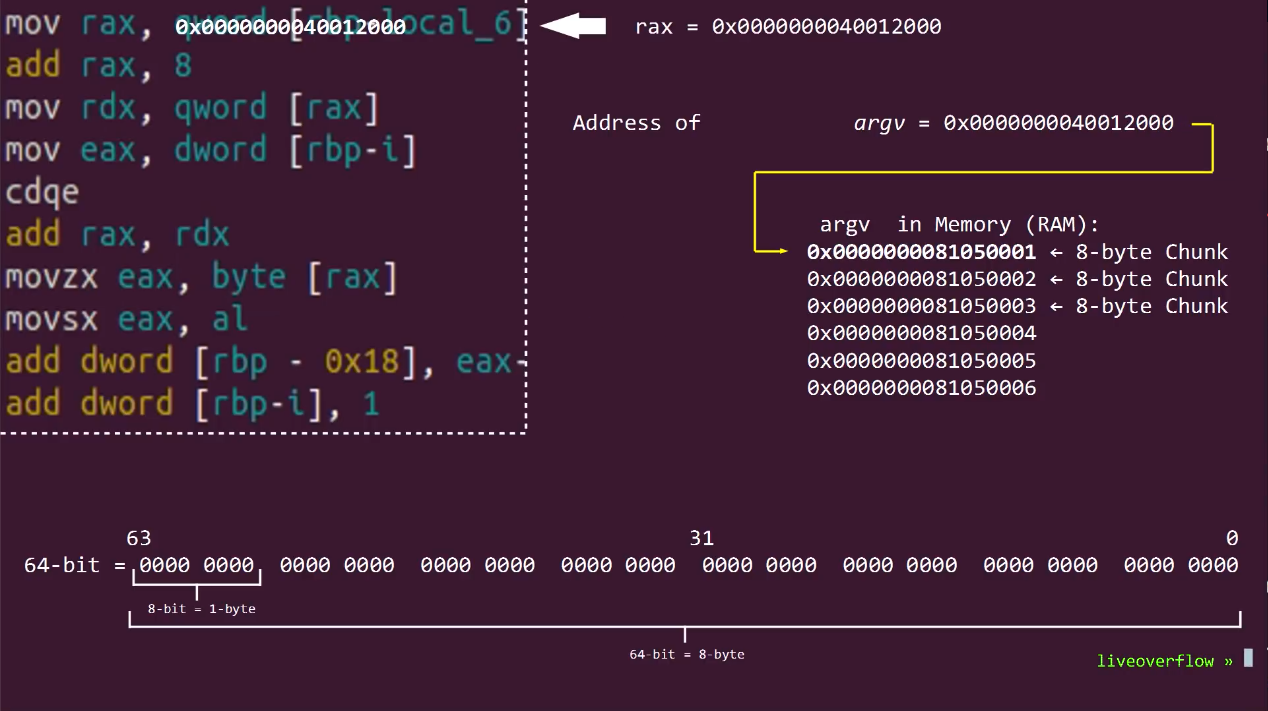 mov rax, qword [rbp-local_6]
0x0000000040012000
rax = 0x0000000040012000
add rax, 8
mov rdx, qword [rax]
mov eax, dword [rbp-i]
cdqe
add rax, rdx
movzx eax, byte [rax]
movsx eax, al
add dword [rbp - 0x18], eax
add dword [rbp-i], 1
Address of argv = 0x0000000040012000
argv in Memory (RAM):
0x0000000081050001 ← 8-byte Chunk
0x0000000081050002 ← 8-byte Chunk
0x0000000081050003 ← 8-byte Chunk
0x0000000081050004
0x0000000081050005
0x0000000081050006
63 31 0
64-bit = 0000 0000 0000 0000 0000 0000 0000 0000 0000 0000 0000 0000 0000 0000 0000 0000
8-bit = 1-byte
64-bit = 8-byte
liveoverflow »